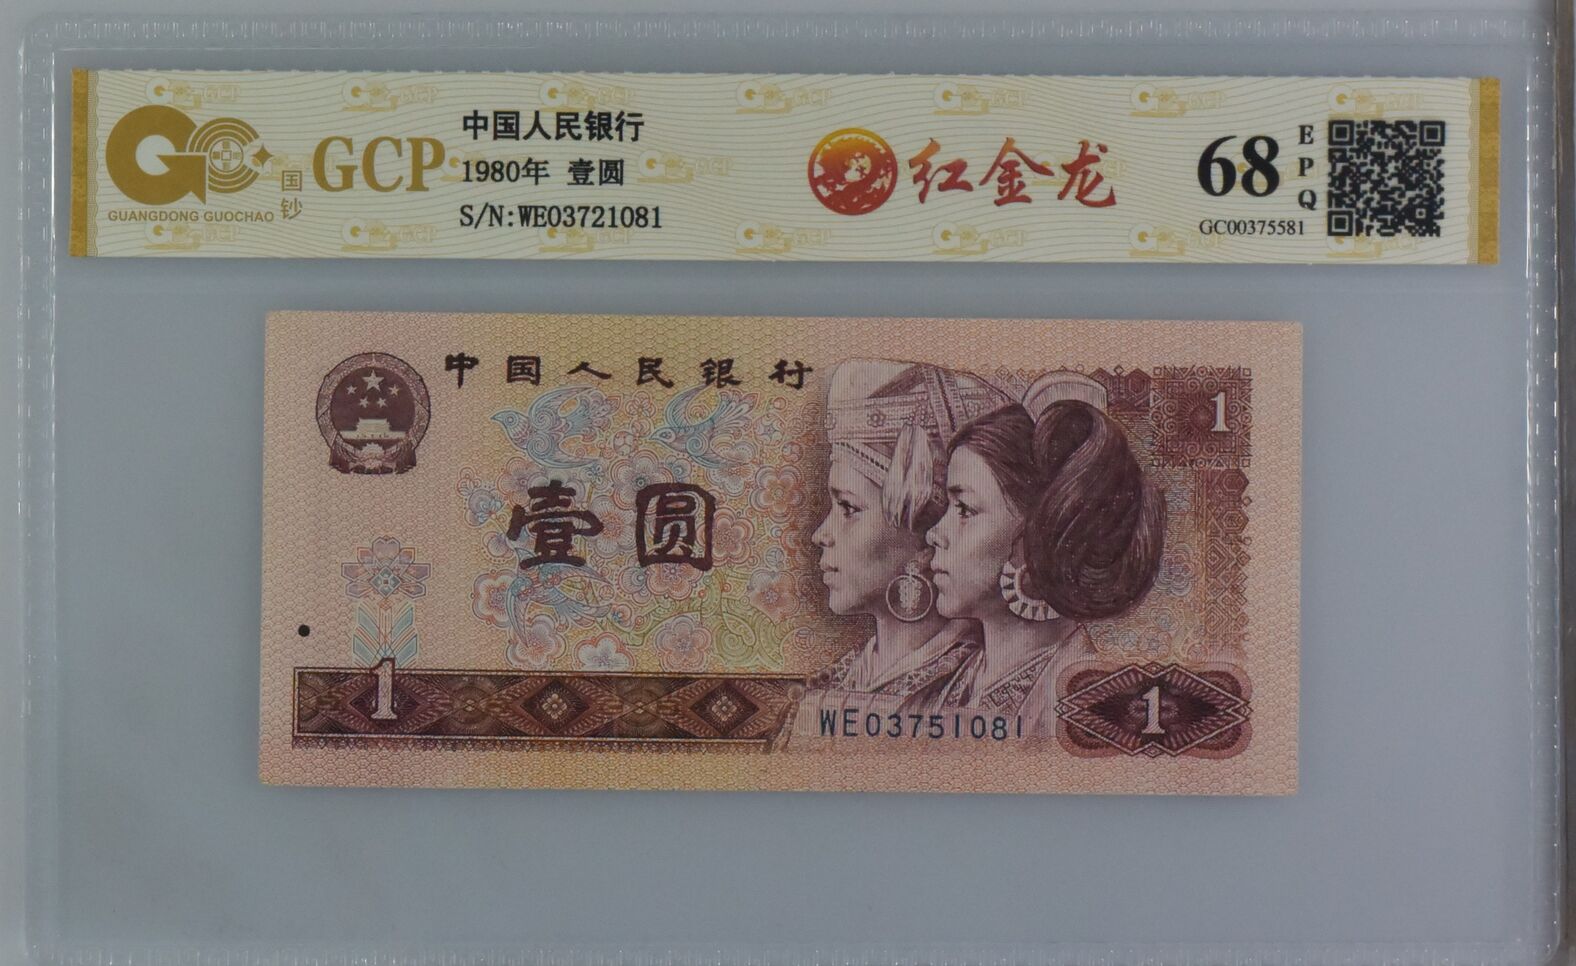 GUANGDONG GUOCHAO
国钞
GCP
中国人民银行
1980年 壹圆
S/N:WE03721081
红金龙
68
EPQ
GC00375581
中国人民银行
1
壹圆
1
WE03751081
1